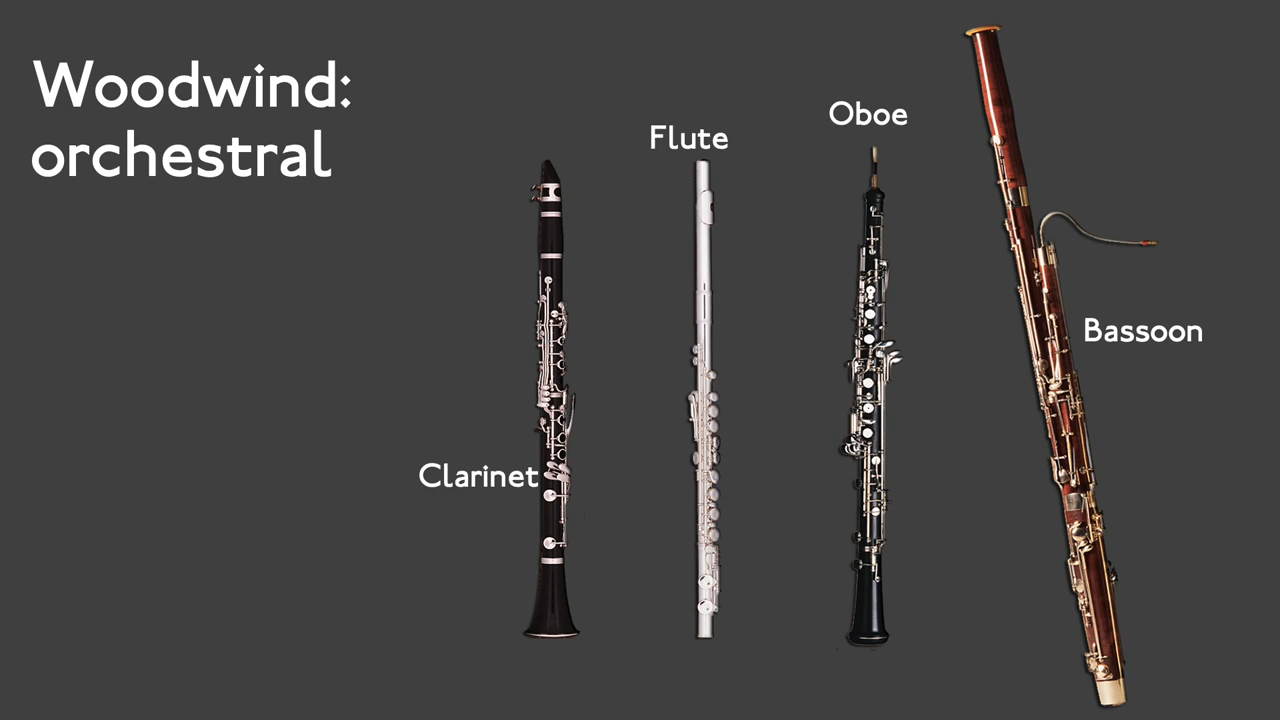 Woodwind:
orchestral
Flute
Oboe
Bassoon
Clarinet